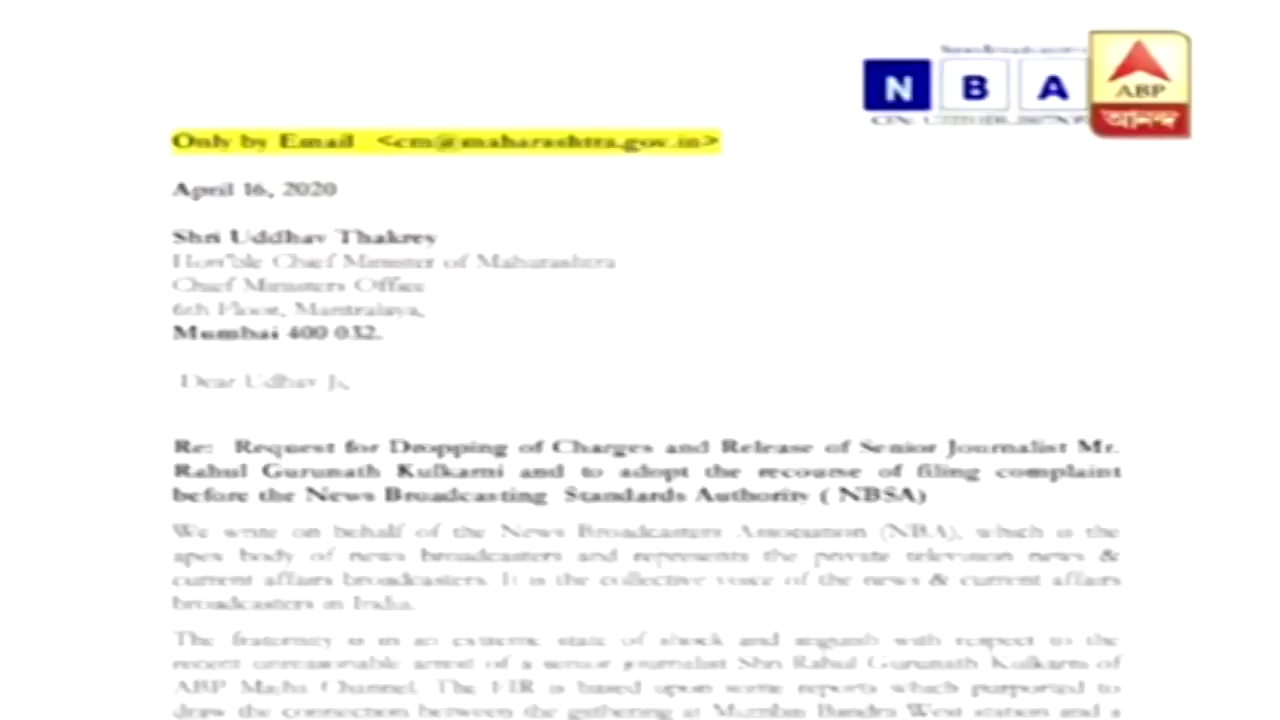 N B A
ABP
আনন্দ
Only by Email <cm@maharashtra.gov.in>
April 16, 2020
Shri Uddhav Thakrey
Hon'ble Chief Minister of Maharashtra
Chief Ministers Office
6th Floor, Mantralaya,
Mumbai 400 032.
Dear Udhav Ji,
Re: Request for Dropping of Charges and Release of Senior Journalist Mr.
Rahul Gurunath Kulkarni and to adopt the recourse of filing complaint
before the News Broadcasting Standards Authority ( NBSA)
We write on behalf of the News Broadcasters Association (NBA), which is the
apex body of news broadcasters and represents the private television news &
current affairs broadcasters. It is the collective voice of the news & current affairs
broadcasters in India.
The fraternity is in an extreme state of shock and anguish with respect to the
recent unreasonable arrest of a senior journalist Shri Rahul Gurunath Kulkarni of
ABP Majha Channel. The FIR is based upon some reports which purported to
draw the connection between the gathering at Mumbai Bandra West station and a